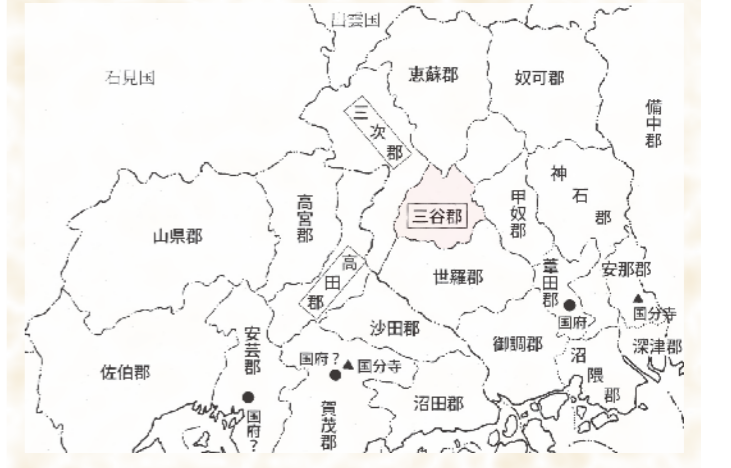 出雲国
石見国
恵蘇郡
奴可郡
備中郡
三次郡
神石郡
高宮郡
甲奴郡
三谷郡
山県郡
世羅郡
高田郡
葦田郡
安那郡
国府
国分寺
沙田郡
安芸郡
御調郡
深津郡
沼隈郡
佐伯郡
国府？
国分寺
沼田郡
賀茂郡
国府？